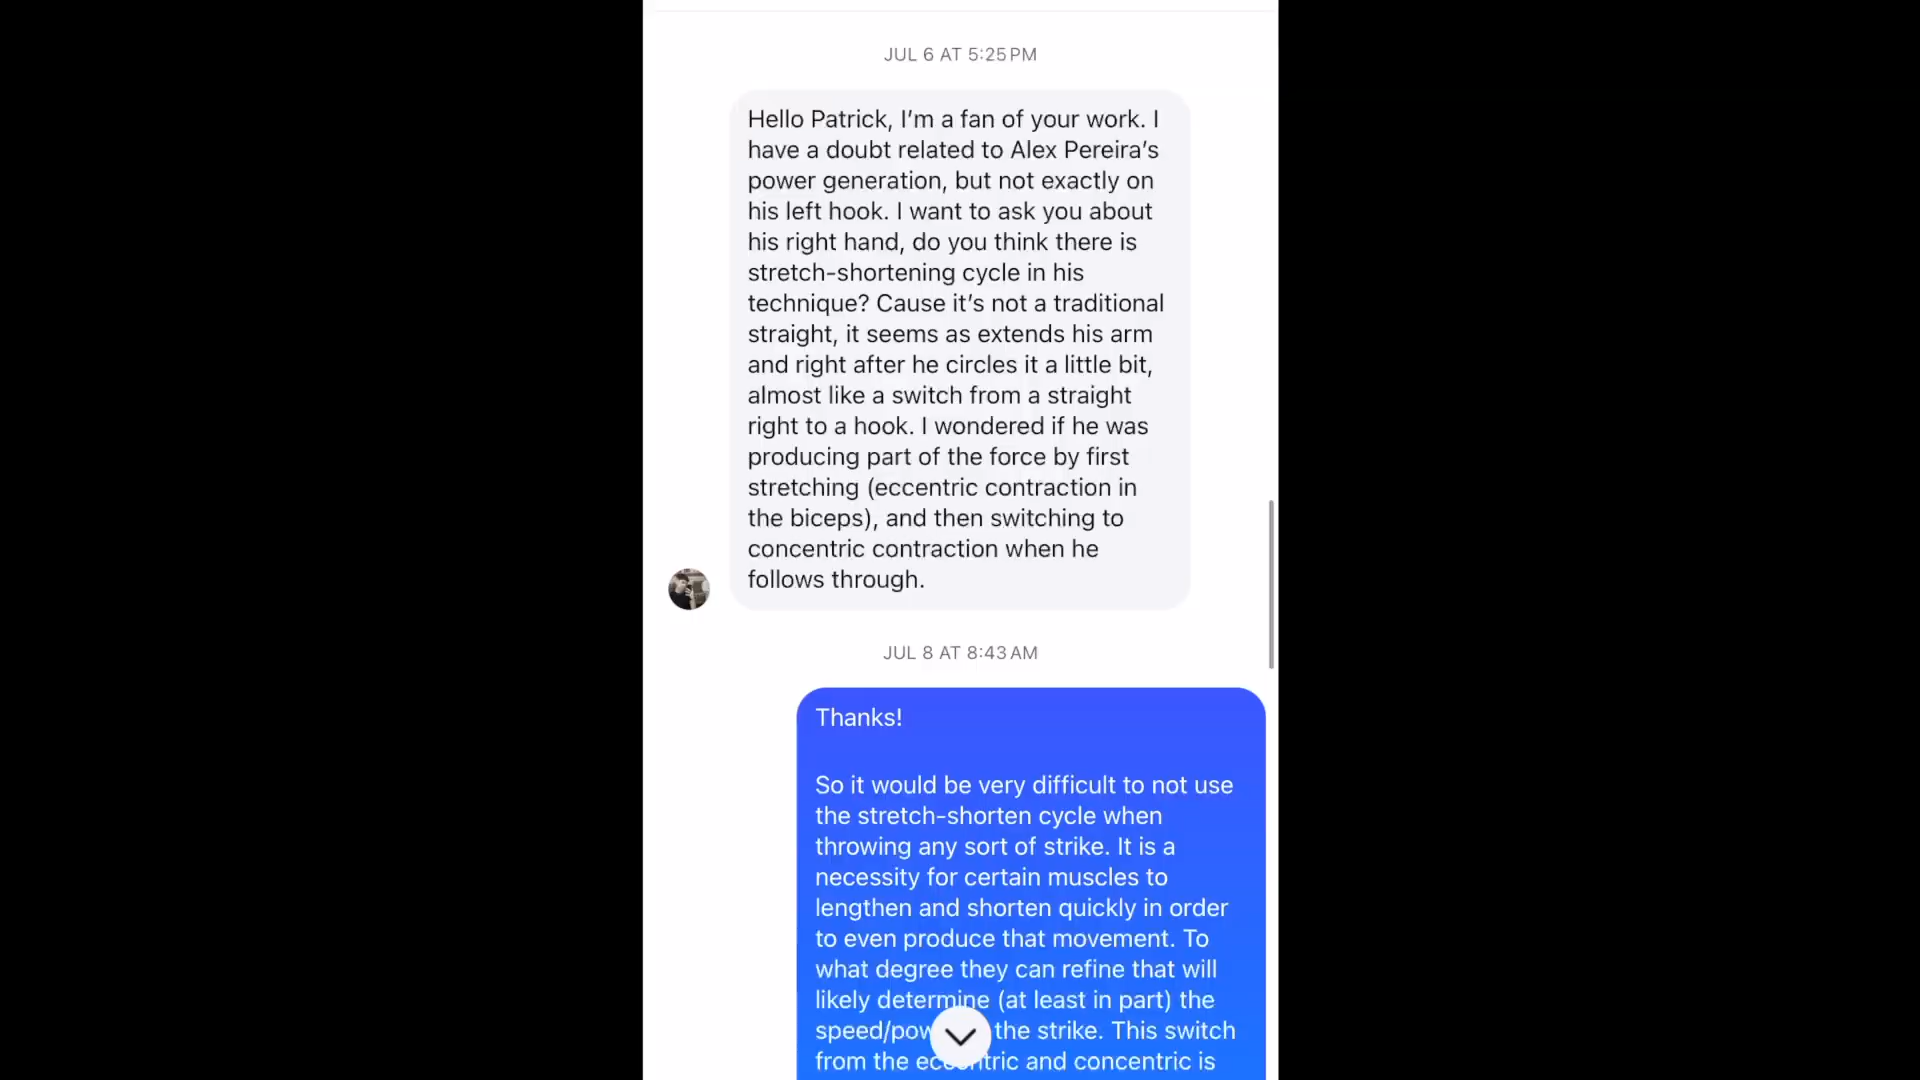 JUL 6 AT 5:25 PM
Hello Patrick, I’m a fan of your work. I
have a doubt related to Alex Pereira’s
power generation, but not exactly on
his left hook. I want to ask you about
his right hand, do you think there is
stretch-shortening cycle in his
technique? Cause it’s not a traditional
straight, it seems as extends his arm
and right after he circles it a little bit,
almost like a switch from a straight
right to a hook. I wondered if he was
producing part of the force by first
stretching (eccentric contraction in
the biceps), and then switching to
concentric contraction when he
follows through.
JUL 8 AT 8:43 AM
Thanks!
So it would be very difficult to not use
the stretch-shorten cycle when
throwing any sort of strike. It is a
necessity for certain muscles to
lengthen and shorten quickly in order
to even produce that movement. To
what degree they can refine that will
likely determine (at least in part) the
the strike. This switch
from the eccentric and concentric is